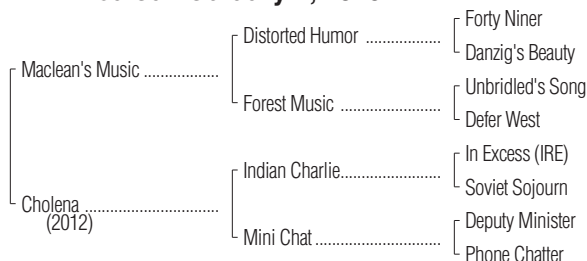 Forty Niner
Distorted Humor ..................
Danzig's Beauty
Maclean's Music ..................
Unbridled's Song
Forest Music ........................
Defer West
In Excess (IRE)
Indian Charlie........................
Soviet Sojourn
Cholena ................................
(2012)
Deputy Minister
Mini Chat..............................
Phone Chatter